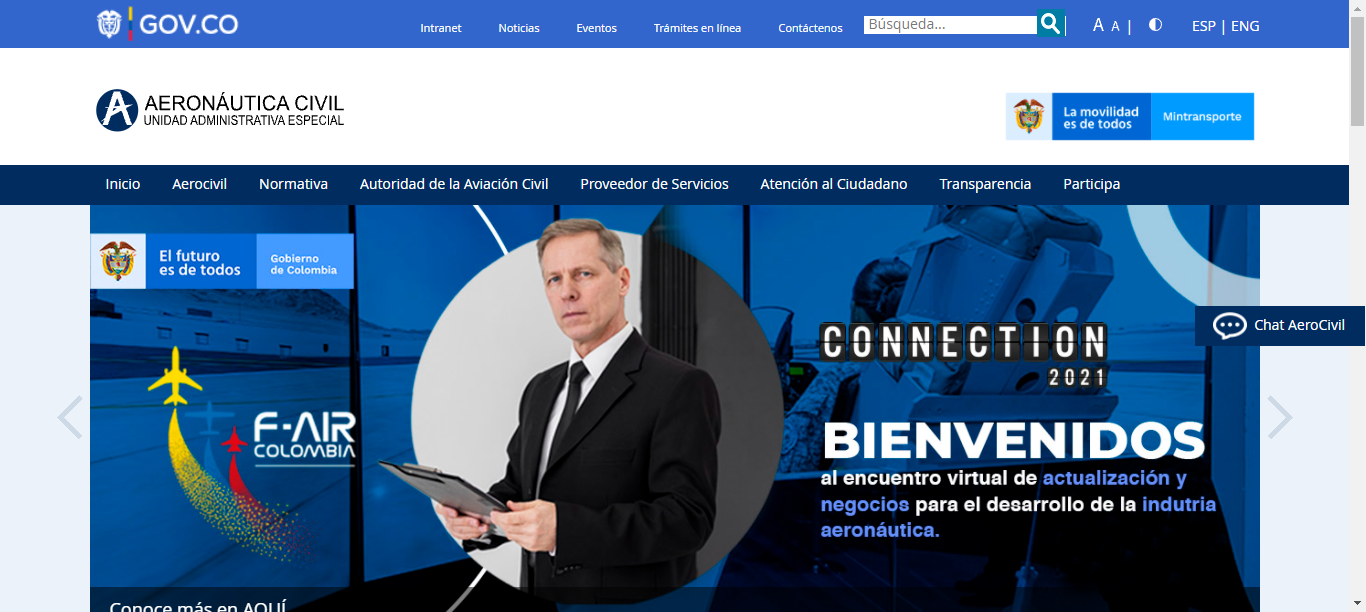 GOV.CO
Intranet
Noticias
Eventos
Trámites en línea
Contáctenos
Búsqueda...
A A |
ESP | ENG
A AERONÁUTICA CIVIL
UNIDAD ADMINISTRATIVA ESPECIAL
La movilidad
es de todos
Mintransporte
Inicio
Aerocivil
Normativa
Autoridad de la Aviación Civil
Proveedor de Servicios
Atención al Ciudadano
Transparencia
Participa
El futuro
es de todos
Gobierno
de Colombia
F-AIR
COLOMBIA
CONNECTION
2021
BIENVENIDOS
al encuentro virtual de actualización y
negocios para el desarrollo de la indutria
aeronáutica.
Chat AeroCivil
Conoce más en AQUÍ